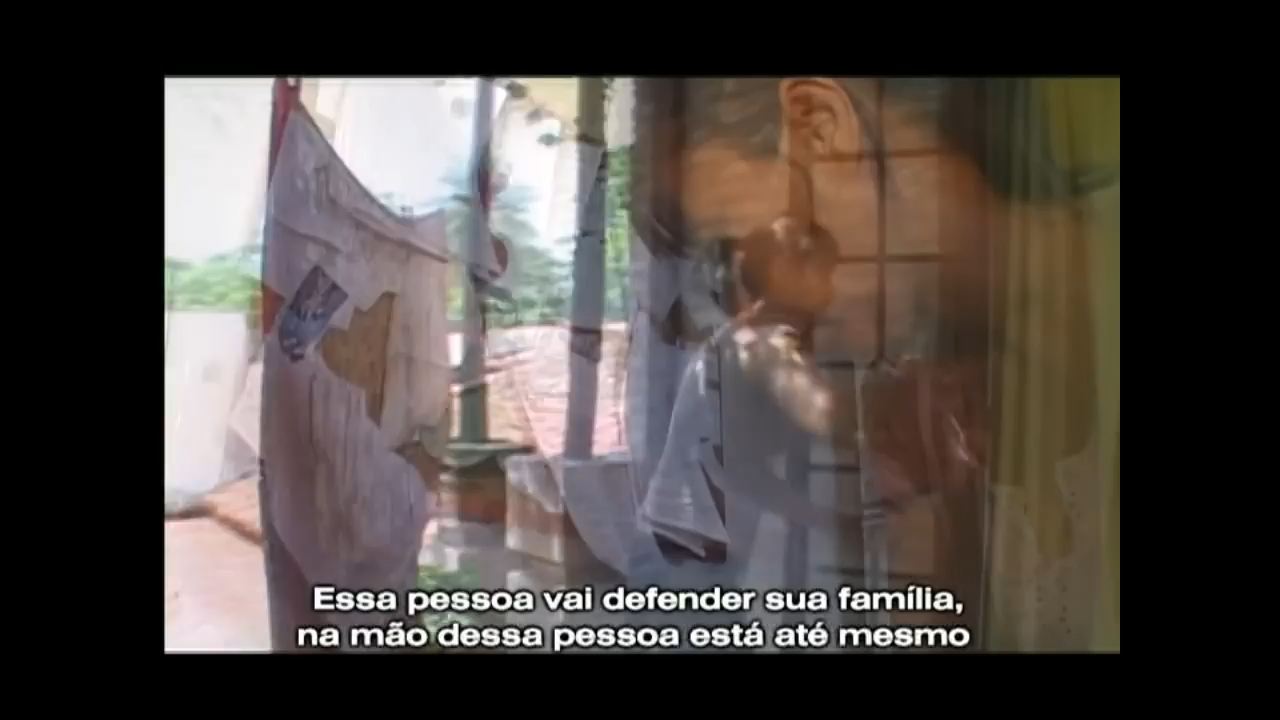 Essa pessoa vai defender sua família,
na mão dessa pessoa está até mesmo